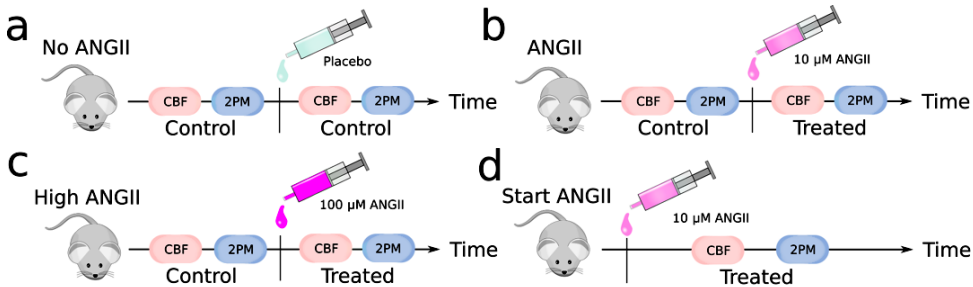 a
No ANGII
Placebo
CBF 2PM CBF 2PM Time
Control Control
b
ANGII
10 µM ANGII
CBF 2PM CBF 2PM Time
Control Treated
c
High ANGII
100 µM ANGII
CBF 2PM CBF 2PM Time
Control Treated
d
Start ANGII
10 µM ANGII
CBF 2PM Time
Treated